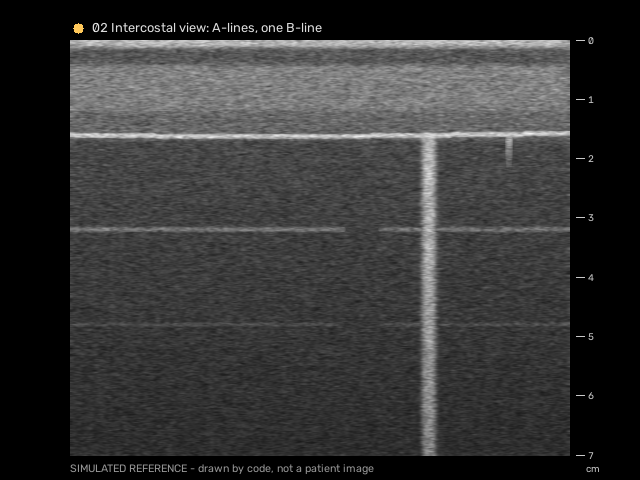 02 Intercostal view: A-lines, one B-line
0
1
2
3
4
5
6
7
SIMULATED REFERENCE - drawn by code, not a patient image
cm